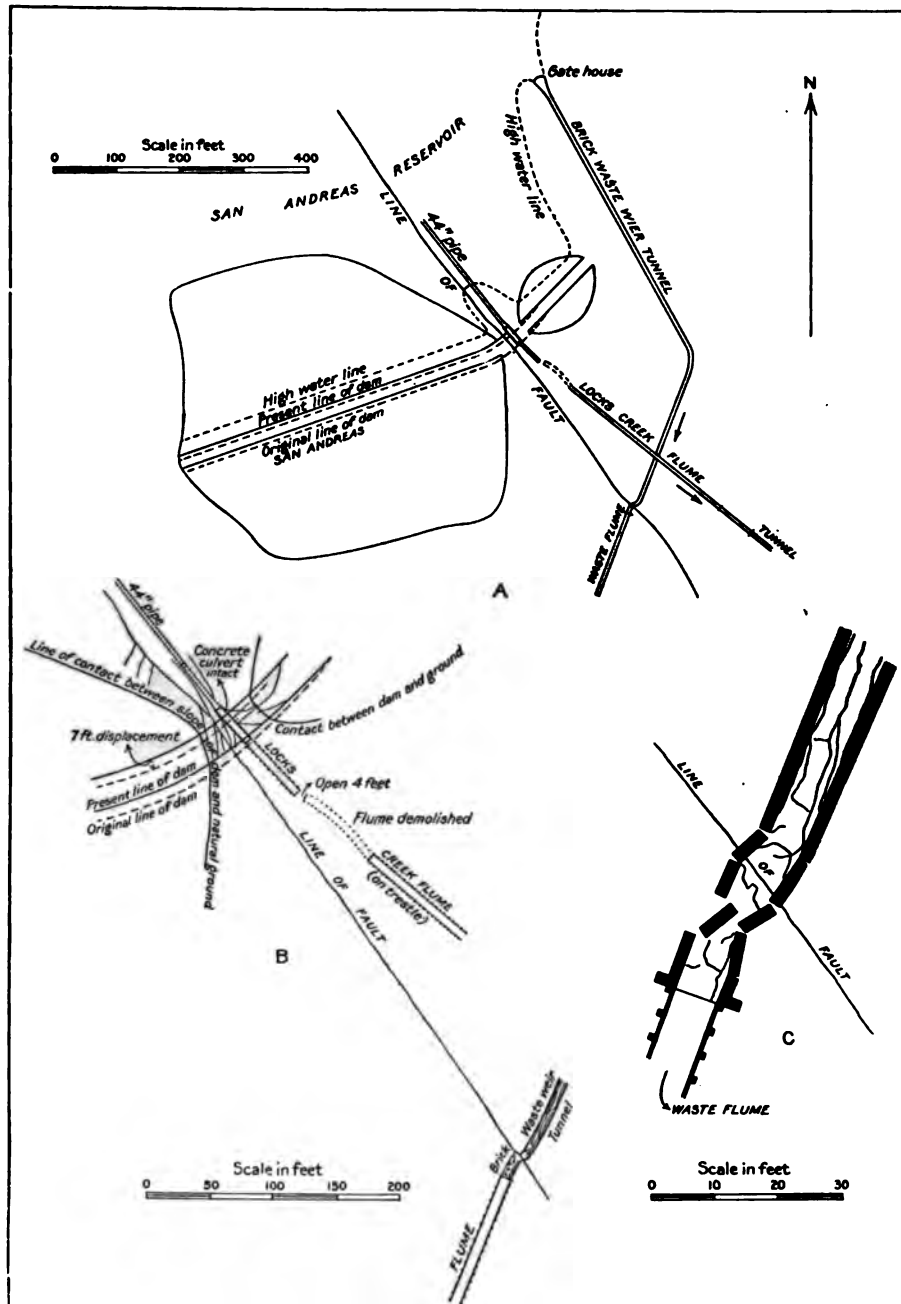 N
Gate house
Scale in feet
0 100 200 300 400
SAN ANDREAS RESERVOIR
High water line
BRICK WASTE WIER TUNNEL
LINE OF FAULT
44" pipe
High water line
Present line of dam
Original line of dam
SAN ANDREAS
LOCKS CREEK FLUME
TUNNEL
WASTE FLUME
A
44" pipe
Concrete
culvert
intact
Line of contact between slope of dam and natural ground
Contact between dam and ground
7 ft. displacement
Present line of dam
Original line of dam
LOCKS
Open 4 feet
Flume demolished
CREEK FLUME
(on trestle)
LINE OF FAULT
B
Brick
Waste weir
Tunnel
FLUME
Scale in feet
0 50 100 150 200
LINE OF FAULT
C
WASTE FLUME
Scale in feet
0 10 20 30